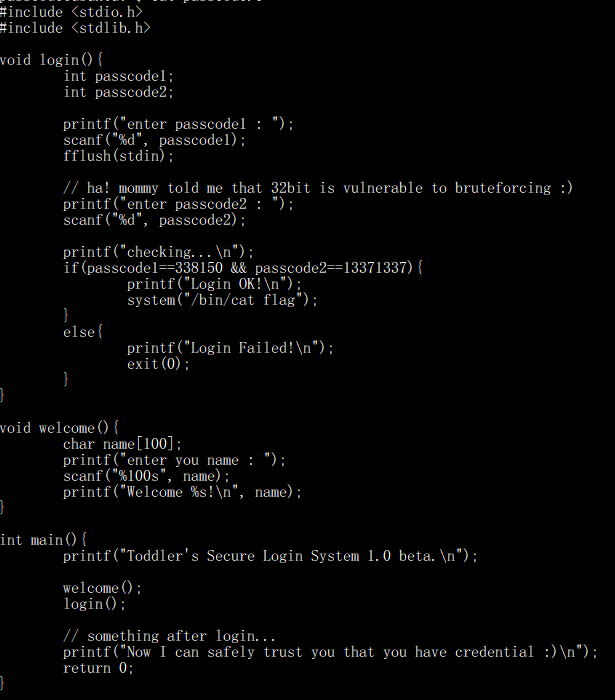 #include <stdio.h>
#include <stdlib.h>
void login(){
int passcode1;
int passcode2;
printf("enter passcode1 : ");
scanf("%d", passcode1);
fflush(stdin);
// ha! mommy told me that 32bit is vulnerable to bruteforcing :)
printf("enter passcode2 : ");
scanf("%d", passcode2);
printf("checking...\n");
if(passcode1==338150 && passcode2==13371337){
printf("Login OK!\n");
system("/bin/cat flag");
}
else{
printf("Login Failed!\n");
exit(0);
}
}
void welcome(){
char name[100];
printf("enter you name : ");
scanf("%100s", name);
printf("Welcome %s!\n", name);
}
int main(){
printf("Toddler's Secure Login System 1.0 beta.\n");
welcome();
login();
// something after login...
printf("Now I can safely trust you that you have credential :)\n");
return 0;
}